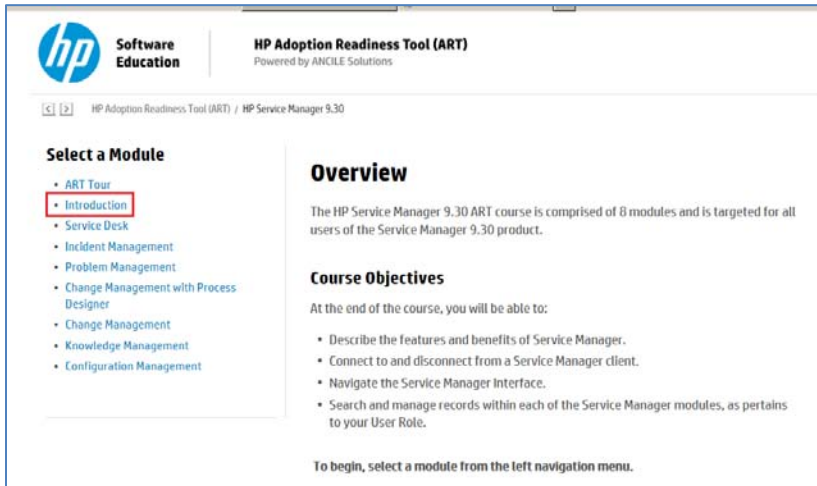 hp
Software
Education
HP Adoption Readiness Tool (ART)
Powered by ANCILE Solutions
< > HP Adoption Readiness Tool (ART) / HP Service Manager 9.30
Select a Module
• ART Tour
• Introduction
• Service Desk
• Incident Management
• Problem Management
• Change Management with Process
Designer
• Change Management
• Knowledge Management
• Configuration Management
Overview
The HP Service Manager 9.30 ART course is comprised of 8 modules and is targeted for all
users of the Service Manager 9.30 product.
Course Objectives
At the end of the course, you will be able to:
• Describe the features and benefits of Service Manager.
• Connect to and disconnect from a Service Manager client.
• Navigate the Service Manager Interface.
• Search and manage records within each of the Service Manager modules, as pertains
to your User Role.
To begin, select a module from the left navigation menu.